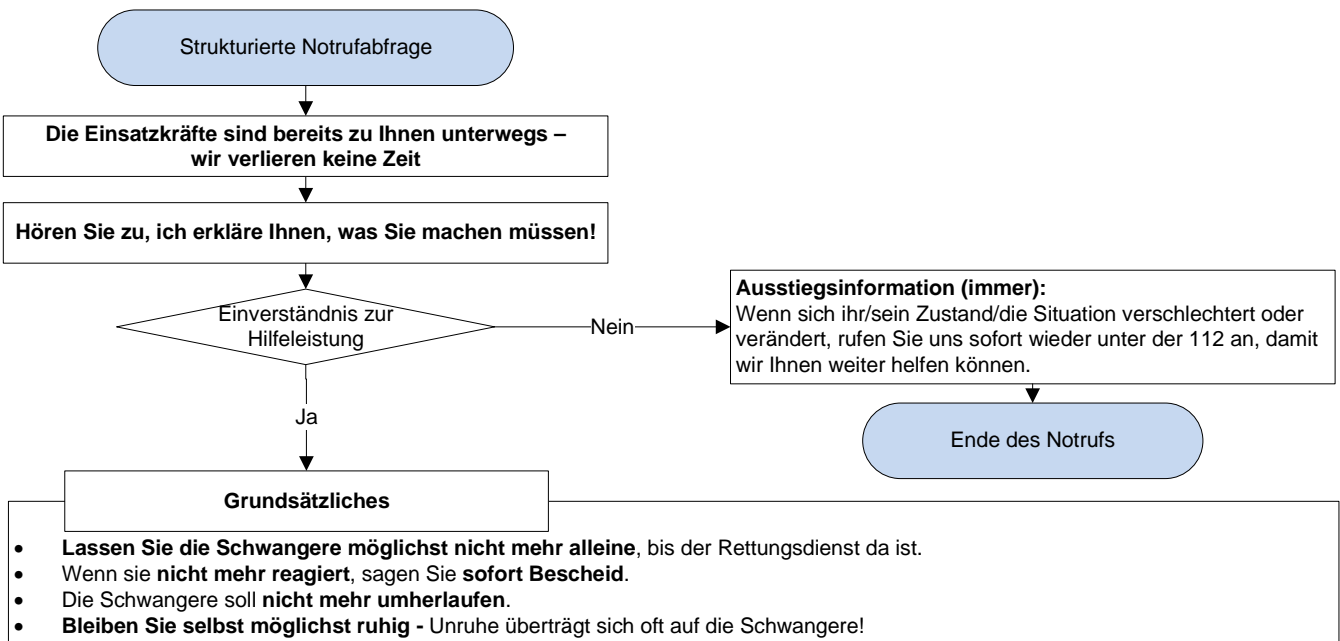 Strukturierte Notrufabfrage
Die Einsatzkräfte sind bereits zu Ihnen unterwegs –
wir verlieren keine Zeit
Hören Sie zu, ich erkläre Ihnen, was Sie machen müssen!
Einverständnis zur
Hilfeleistung
Nein
Ausstiegsinformation (immer):
Wenn sich ihr/sein Zustand/die Situation verschlechtert oder
verändert, rufen Sie uns sofort wieder unter der 112 an, damit
wir Ihnen weiter helfen können.
Ja
Ende des Notrufs
Grundsätzliches
• Lassen Sie die Schwangere möglichst nicht mehr alleine, bis der Rettungsdienst da ist.
• Wenn sie nicht mehr reagiert, sagen Sie sofort Bescheid.
• Die Schwangere soll nicht mehr umherlaufen.
• Bleiben Sie selbst möglichst ruhig - Unruhe überträgt sich oft auf die Schwangere!